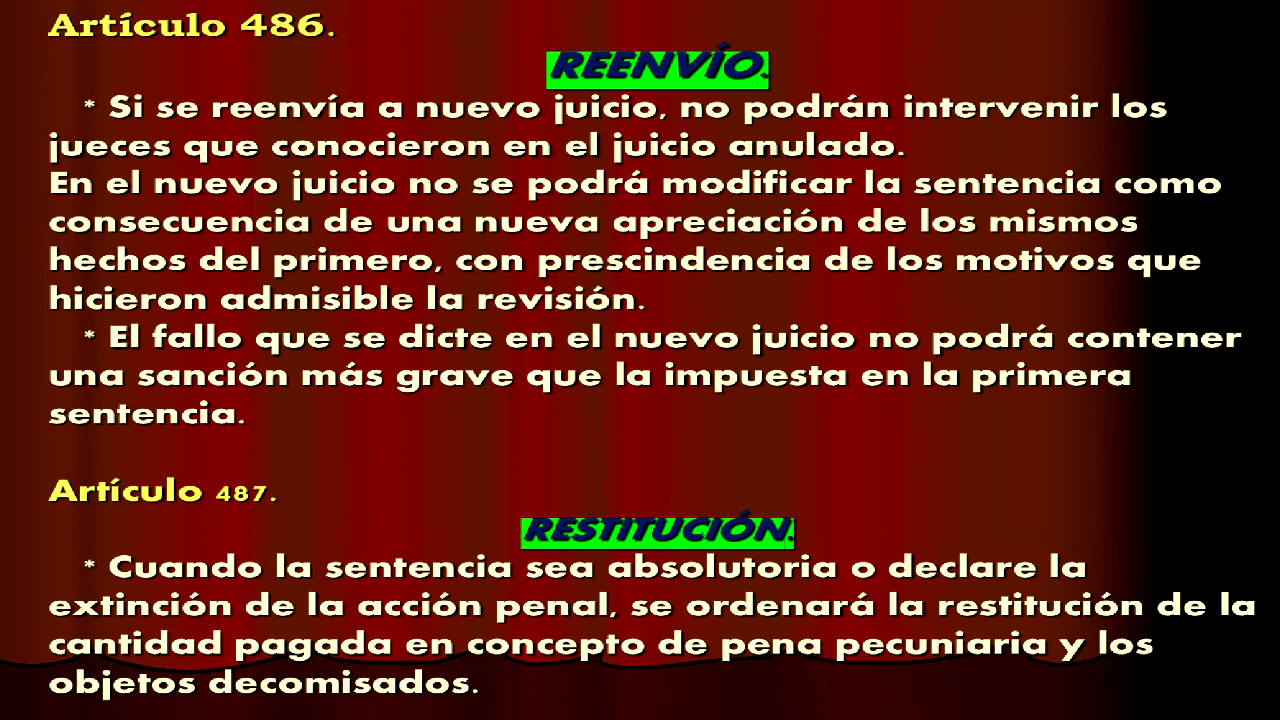 Artículo 486.
REENVÍO.
* Si se reenvía a nuevo juicio, no podrán intervenir los
jueces que conocieron en el juicio anulado.
En el nuevo juicio no se podrá modificar la sentencia como
consecuencia de una nueva apreciación de los mismos
hechos del primero, con prescindencia de los motivos que
hicieron admisible la revisión.
* El fallo que se dicte en el nuevo juicio no podrá contener
una sanción más grave que la impuesta en la primera
sentencia.
Artículo 487.
RESTITUCIÓN.
* Cuando la sentencia sea absolutoria o declare la
extinción de la acción penal, se ordenará la restitución de la
cantidad pagada en concepto de pena pecuniaria y los
objetos decomisados.